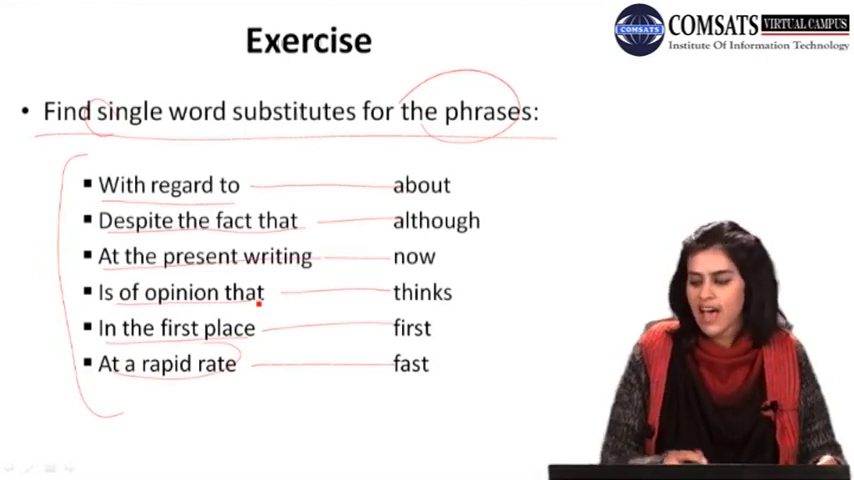 Exercise
COMSATS VIRTUAL CAMPUS
COMSATS
Institute Of Information Technology
• Find single word substitutes for the phrases:
▪ With regard to about
▪ Despite the fact that although
▪ At the present writing now
▪ Is of opinion that thinks
▪ In the first place first
▪ At a rapid rate fast